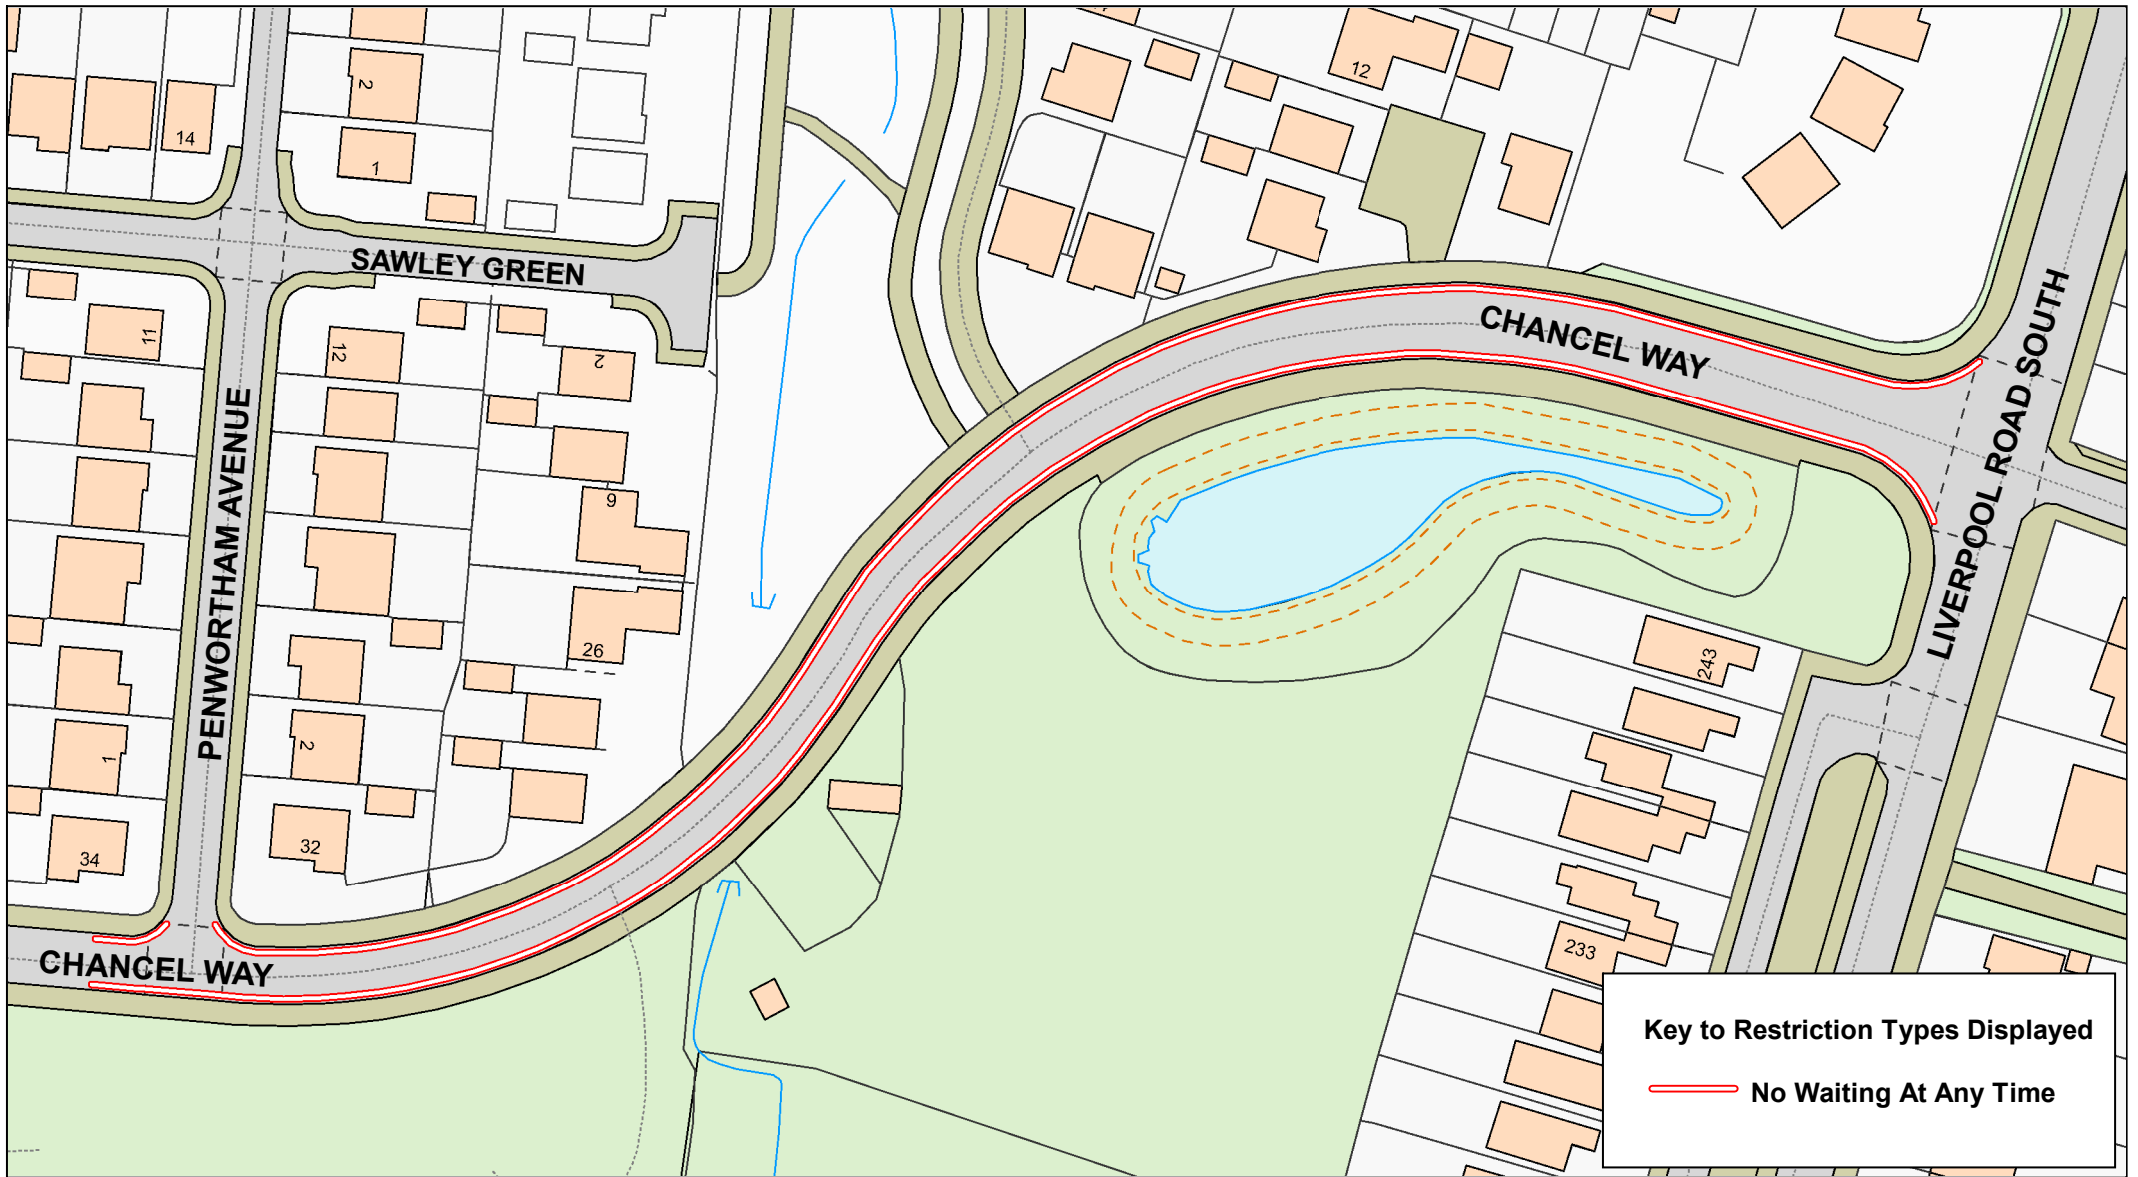 12
2
14
1
SAWLEY GREEN
11
12
2
CHANCEL WAY
LIVERPOOL ROAD SOUTH
PENWORTHAM AVENUE
9
26
243
2
1
34
32
233
CHANCEL WAY
Key to Restriction Types Displayed
No Waiting At Any Time